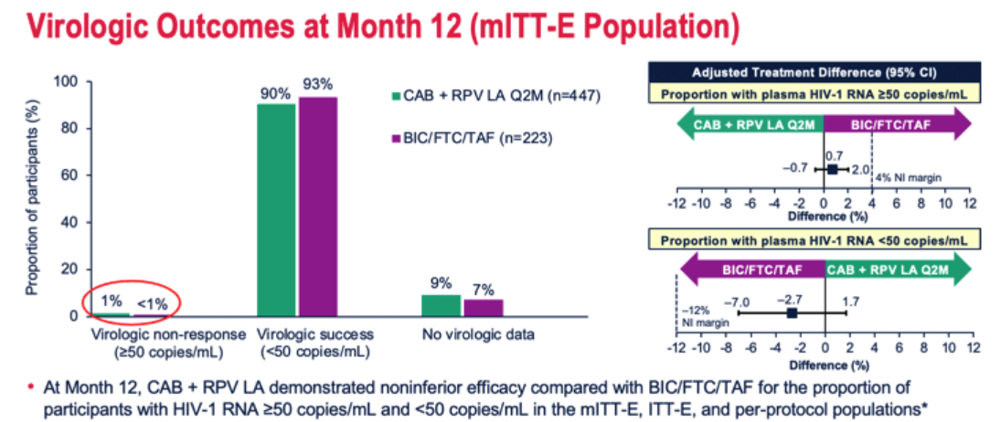 Virologic Outcomes at Month 12 (mITT-E Population)
Proportion of participants (%)
100
80
60
40
20
0
1%
<1%
90%
93%
9%
7%
Virologic non-response
(≥50 copies/mL)
Virologic success
(<50 copies/mL)
No virologic data
CAB + RPV LA Q2M (n=447)
BIC/FTC/TAF (n=223)
Adjusted Treatment Difference (95% CI)
Proportion with plasma HIV-1 RNA ≥50 copies/mL
CAB + RPV LA Q2M BIC/FTC/TAF
–0.7 0.7 2.0
4% NI margin
-12 -10 -8 -6 -4 -2 0 2 4 6 8 10 12
Difference (%)
Proportion with plasma HIV-1 RNA <50 copies/mL
BIC/FTC/TAF CAB + RPV LA Q2M
–12%
NI margin
–7.0 –2.7 1.7
-12 -10 -8 -6 -4 -2 0 2 4 6 8 10 12
Difference (%)
• At Month 12, CAB + RPV LA demonstrated noninferior efficacy compared with BIC/FTC/TAF for the proportion of
participants with HIV-1 RNA ≥50 copies/mL and <50 copies/mL in the mITT-E, ITT-E, and per-protocol populations*